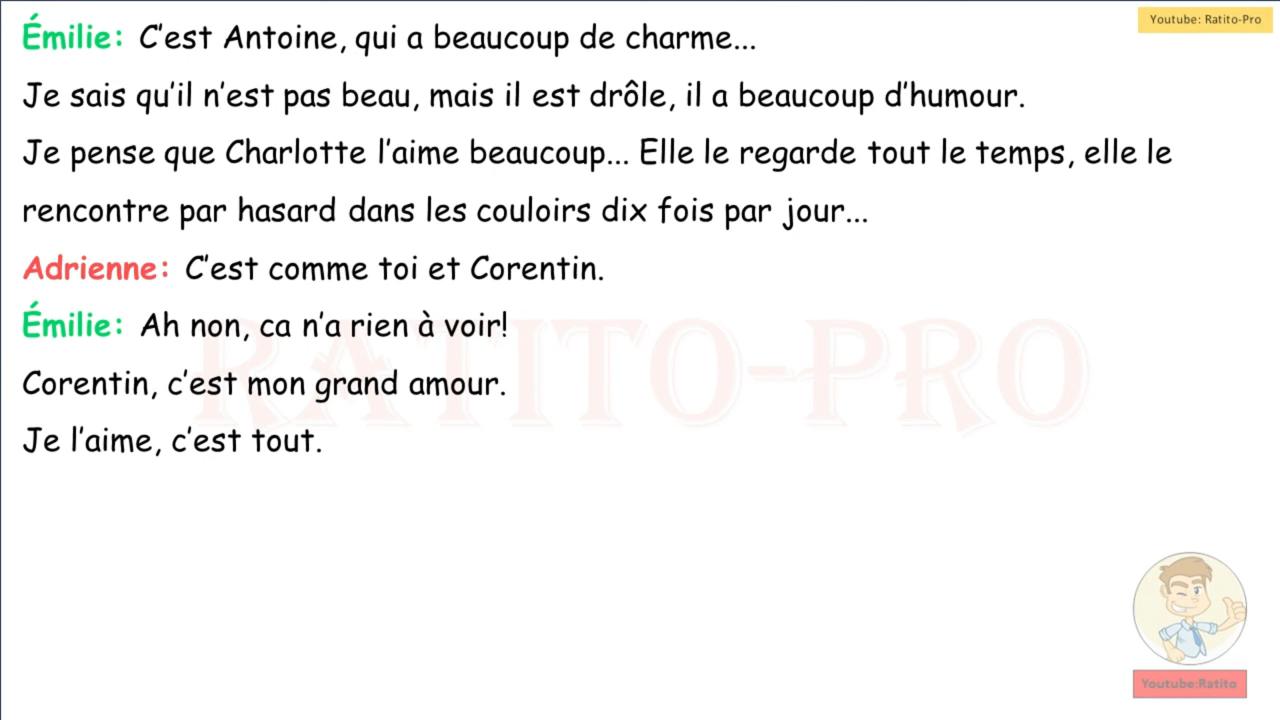 Youtube: Ratito-Pro
Émilie: C'est Antoine, qui a beaucoup de charme...
Je sais qu'il n'est pas beau, mais il est drôle, il a beaucoup d'humour.
Je pense que Charlotte l'aime beaucoup... Elle le regarde tout le temps, elle le
rencontre par hasard dans les couloirs dix fois par jour...
Adrienne: C'est comme toi et Corentin.
Émilie: Ah non, ca n'a rien à voir!
RATITO-PRO
Corentin, c'est mon grand amour.
Je l'aime, c'est tout.
Youtube:Ratito